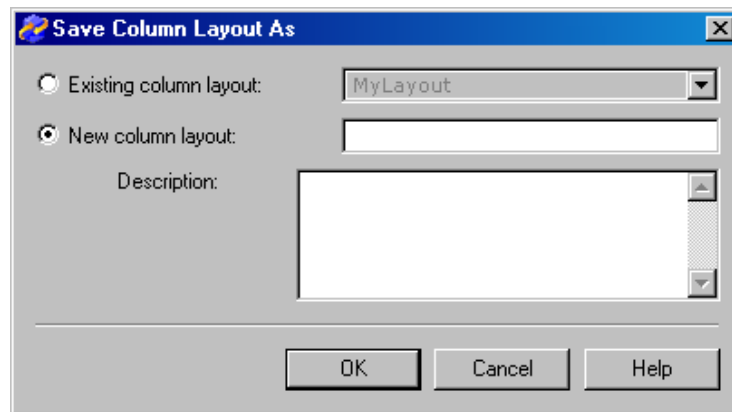 Save Column Layout As
Existing column layout: MyLayout
New column layout:
Description:
OK Cancel Help